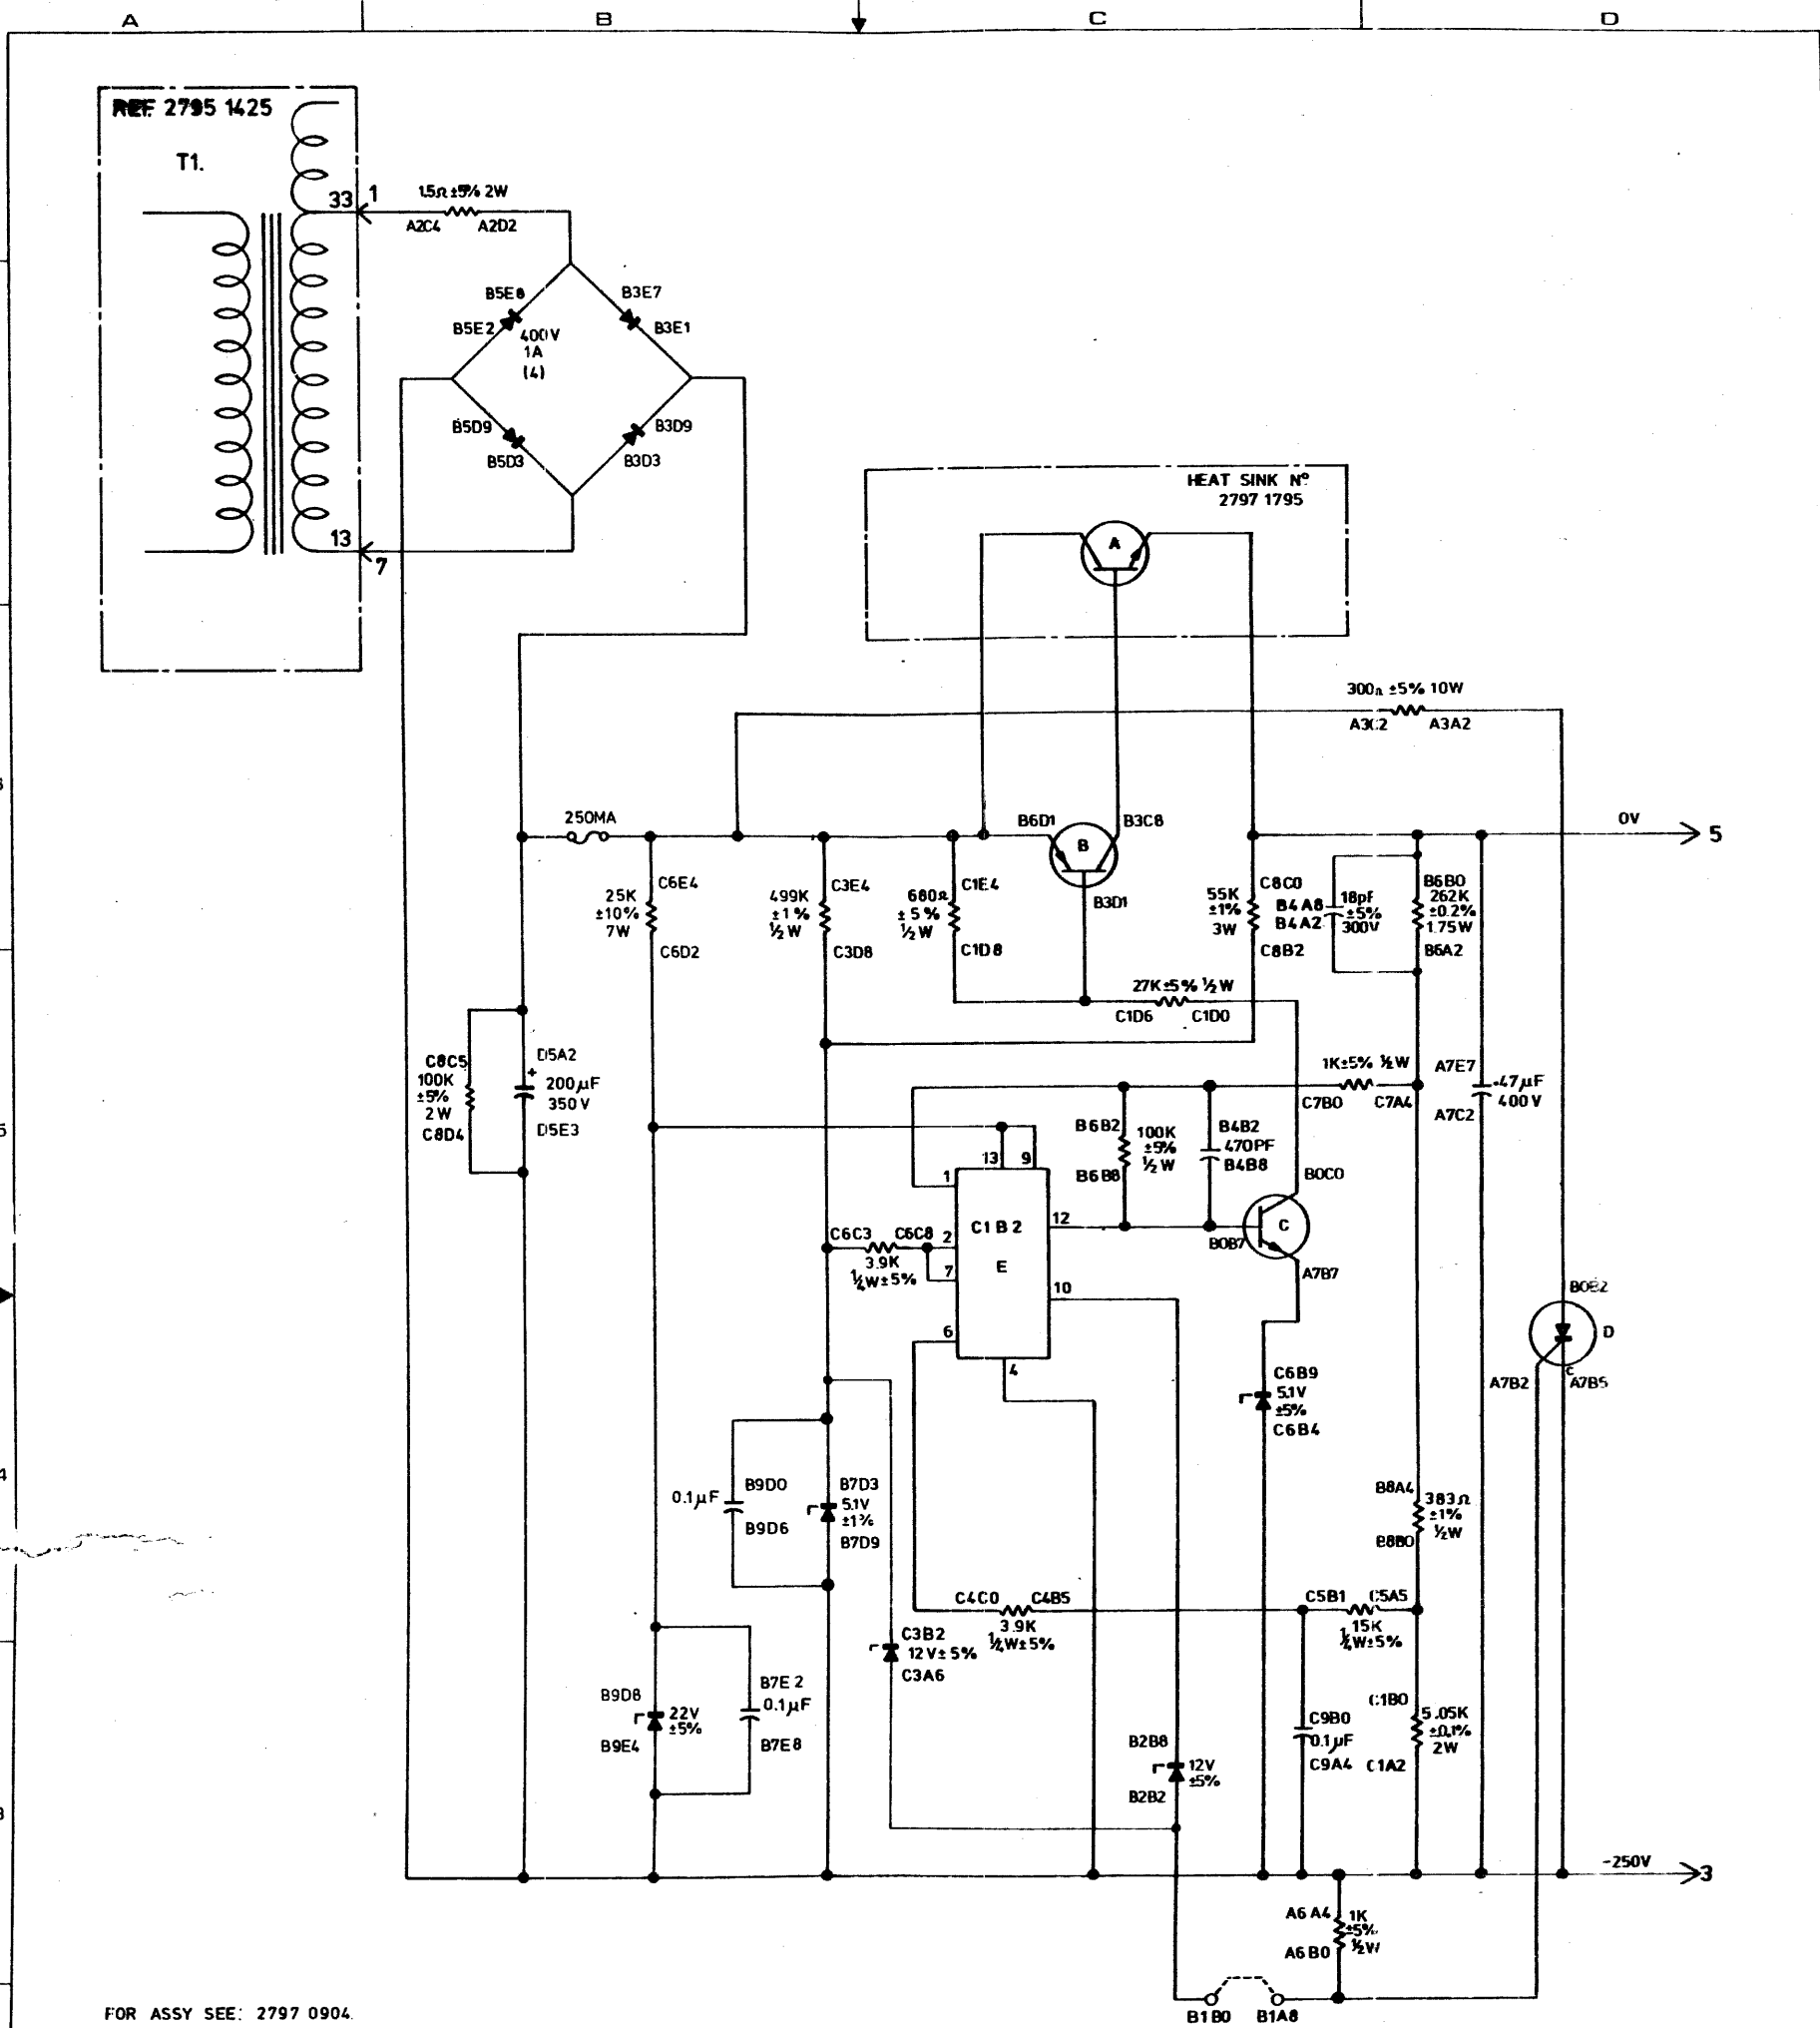 A B C D
REF. 2795 1425
T1.
33 1
1.5Ω ±5% 2W
A2C4 A2D2
B5E8 B3E7
B5E2 B3E1
400V
1A
(4)
B5D9 B3D9
B5D3 B3D3
13
7
HEAT SINK Nº
2797 1795
A
300Ω ±5% 10W
A3C2 A3A2
250MA
B6D1 B3C8
B
B3D1
0V 5
C6E4
25K
±10%
7W
C6D2
C3E4
499K
±1%
½W
C3D8
C1E4
680Ω
±5%
½W
C1D8
C8C0
55K
±1%
3W
C8B2
B4A8
B4A2
18pf
±5%
300V
B6B0
262K
±0.2%
1.75W
B6A2
27K±5% ½W
C1D6 C1D0
C8C5
100K
±5%
2W
C8D4
D5A2
+
200µF
350V
D5E3
1K±5% ½W
C7B0 C7A4
A7E7
.47µF
400V
A7C2
B6B2
100K
±5%
½W
B6B8
B4B2
470PF
B4B8
13 9
1
C1B2
E
12
2
7
10
6
4
C6C3 C6C8
3.9K
¼W±5%
B0C0
C
B0B7
A7B7
B0B2
D
A7B2
C
A7B5
C6B9
5.1V
±5%
C6B4
B9D0
0.1µF
B9D6
B7D3
5.1V
±1%
B7D9
B8A4
383Ω
±1%
½W
B8B0
C4C0 C4B5
3.9K
¼W±5%
C5B1 C5A5
15K
¼W±5%
C3B2
12V±5%
C3A6
B9D8
22V
±5%
B9E4
B7E2
0.1µF
B7E8
B2B8
12V
±5%
B2B2
C9B0
0.1µF
C9A4
C1B0
5.05K
±0.1%
2W
C1A2
-250V 3
A6A4
1K
±5%
½W
A6B0
B1B0 B1A8
5
4
FOR ASSY SEE: 2797 0904.